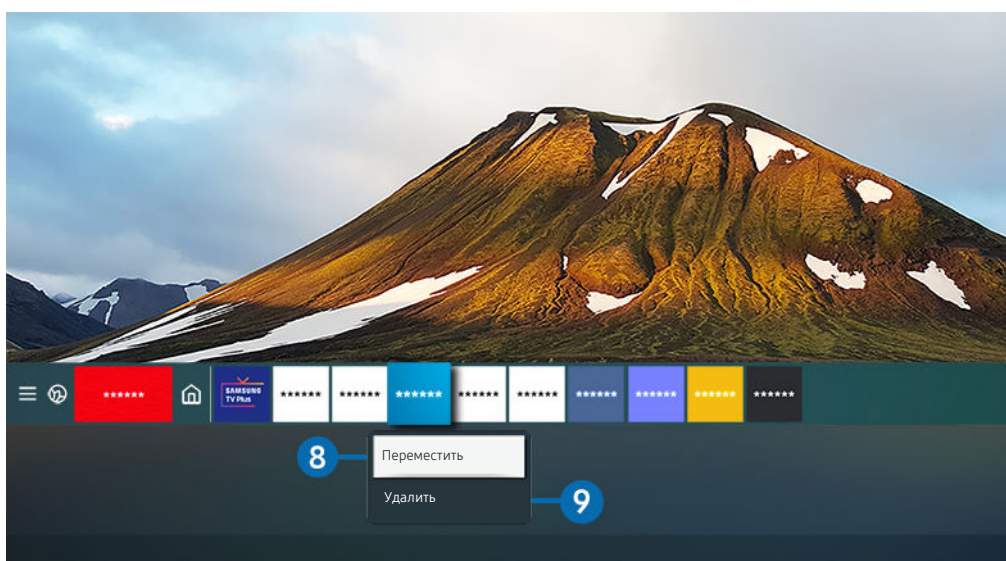 ****** SAMSUNG ****** ****** ****** ****** ****** ****** ****** ****** ******
TV Plus
8 Переместить
Удалить 9